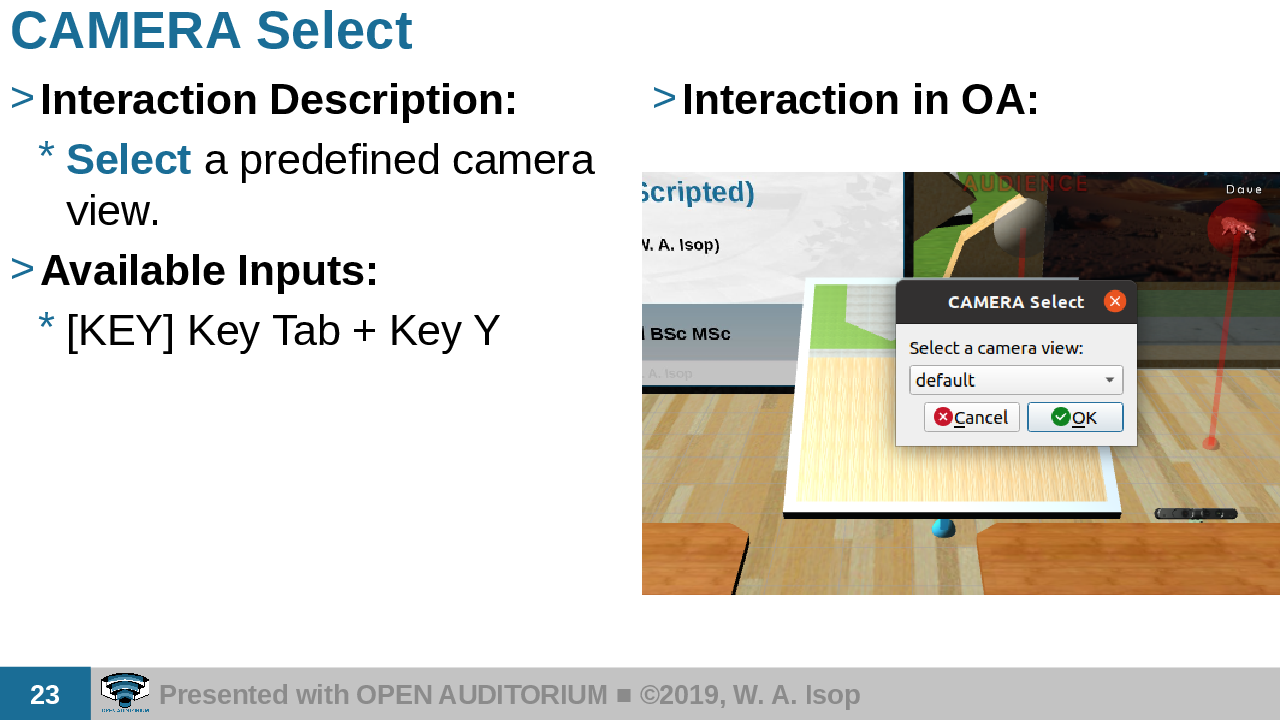 CAMERA Select
> Interaction Description:
* Select a predefined camera
view.
> Available Inputs:
* [KEY] Key Tab + Key Y
> Interaction in OA:
Scripted)
W. A. Isop)
BSc MSc
. A. Isop
AUDIENCE
Dave
CAMERA Select
Select a camera view:
default
Cancel
OK
23
OPEN AUDITORIUM
Presented with OPEN AUDITORIUM ■ ©2019, W. A. Isop